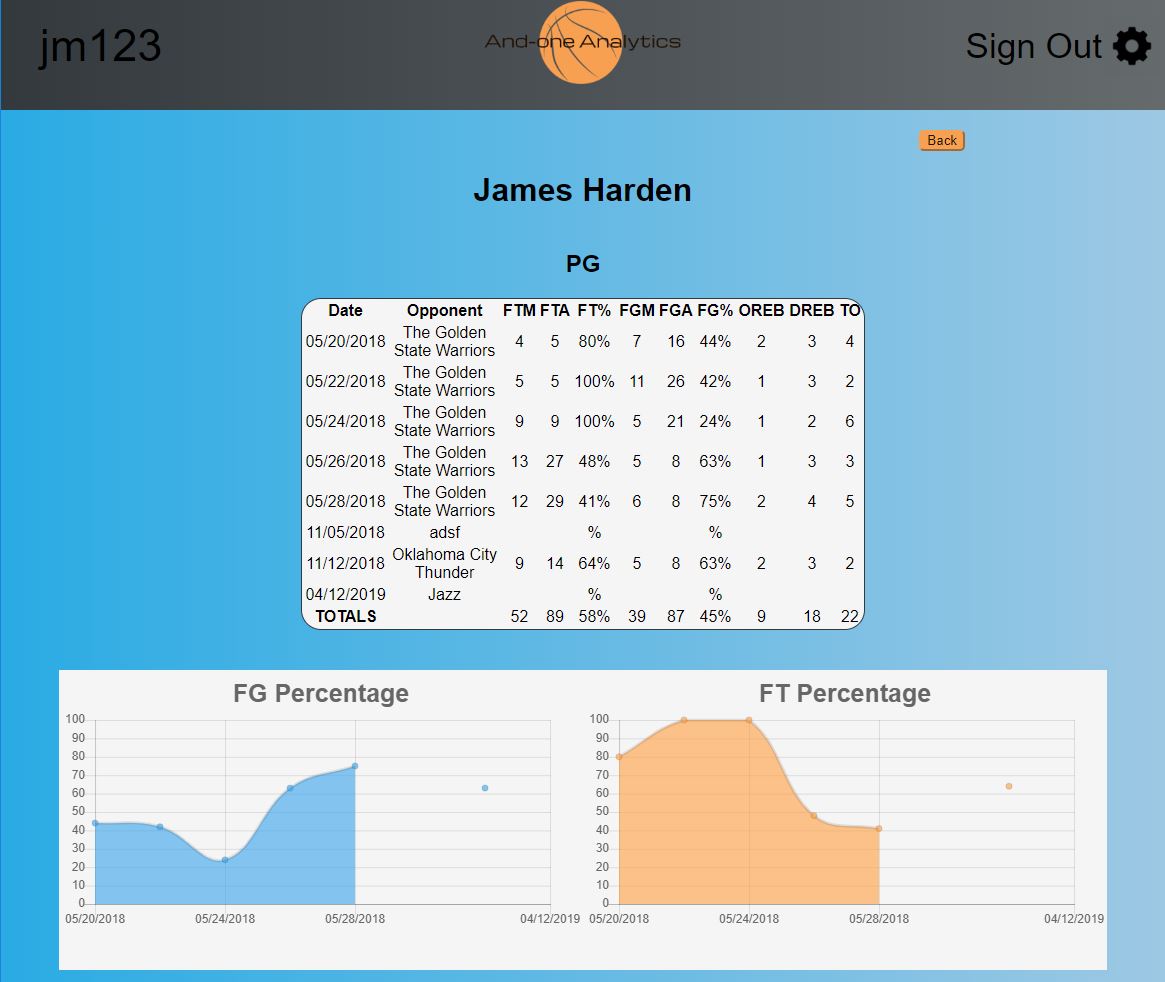 jm123
And-one Analytics
Sign Out
Back
James Harden
PG
Date Opponent FTM FTA FT% FGM FGA FG% OREB DREB TO
05/20/2018 The Golden State Warriors 4 5 80% 7 16 44% 2 3 4
05/22/2018 The Golden State Warriors 5 5 100% 11 26 42% 1 3 2
05/24/2018 The Golden State Warriors 9 9 100% 5 21 24% 1 2 6
05/26/2018 The Golden State Warriors 13 27 48% 5 8 63% 1 3 3
05/28/2018 The Golden State Warriors 12 29 41% 6 8 75% 2 4 5
11/05/2018 adsf % %
11/12/2018 Oklahoma City Thunder 9 14 64% 5 8 63% 2 3 2
04/12/2019 Jazz % %
TOTALS 52 89 58% 39 87 45% 9 18 22
FG Percentage
100
90
80
70
60
50
40
30
20
10
0
05/20/2018 05/24/2018 05/28/2018 04/12/2019
FT Percentage
100
90
80
70
60
50
40
30
20
10
0
05/20/2018 05/24/2018 05/28/2018 04/12/2019